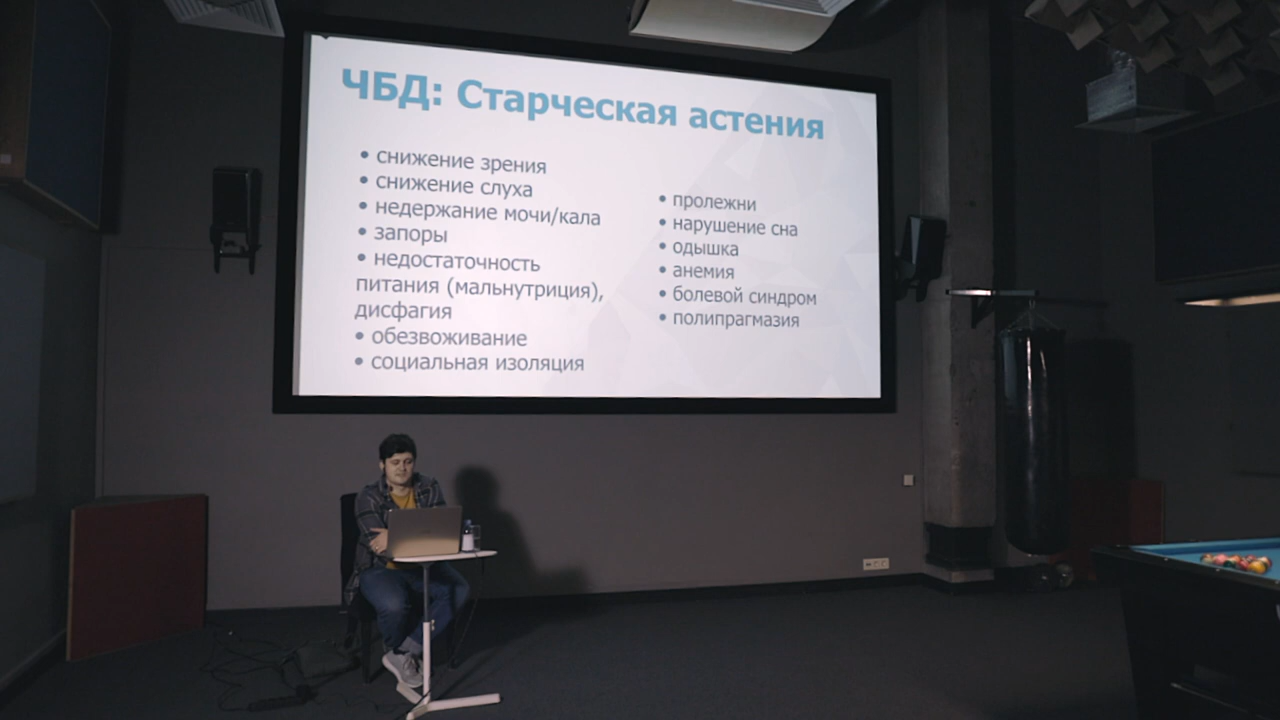 ЧБД: Старческая астения
• снижение зрения
• снижение слуха
• недержание мочи/кала
• запоры
• недостаточность
питания (мальнутриция),
дисфагия
• обезвоживание
• социальная изоляция
• пролежни
• нарушение сна
• одышка
• анемия
• болевой синдром
• полипрагмазия